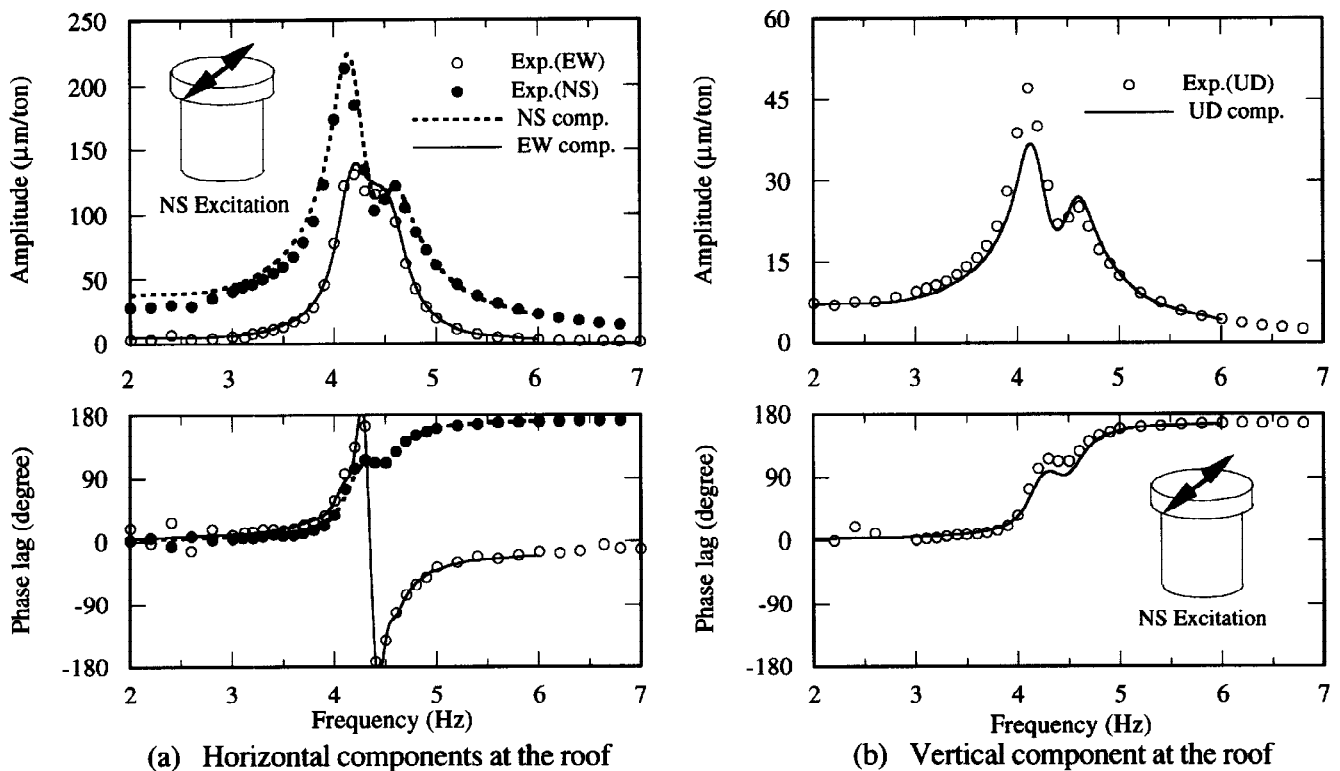 250
200
150
100
50
0
Amplitude (μm/ton)
NS Excitation
Exp.(EW)
Exp.(NS)
NS comp.
EW comp.
2 3 4 5 6 7
180
90
0
-90
-180
Phase lag (degree)
2 3 4 5 6 7
Frequency (Hz)
(a) Horizontal components at the roof
60
45
30
15
0
Amplitude (μm/ton)
Exp.(UD)
UD comp.
2 3 4 5 6 7
180
90
0
-90
-180
Phase lag (degree)
NS Excitation
2 3 4 5 6 7
Frequency (Hz)
(b) Vertical component at the roof